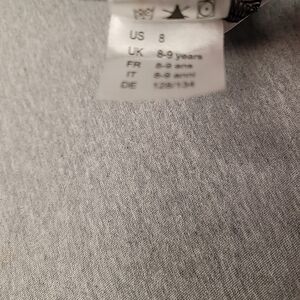 US 8
UK 8-9 years
FR 8-9 ans
IT 8-9 anni
DE 128/134